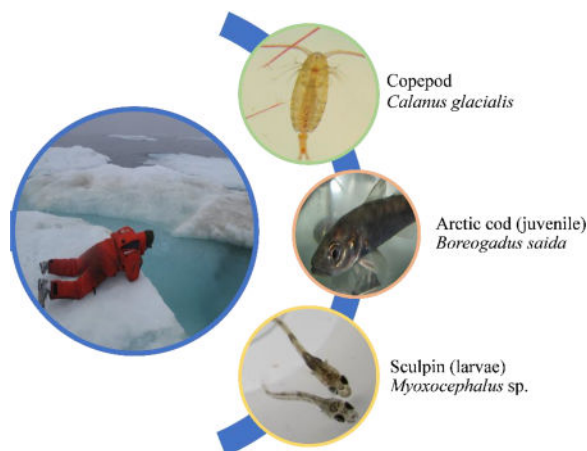 Copepod
Calanus glacialis
Arctic cod (juvenile)
Boreogadus saida
Sculpin (larvae)
Myoxocephalus sp.